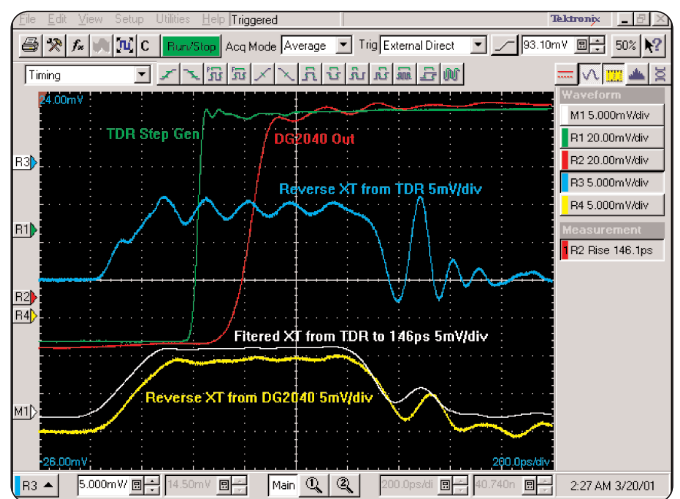 File Edit View Setup Utilities Help Triggered Tektronix
C Run/Stop Acq Mode Average Trig External Direct 93.10mV 50%
Timing
24.00mV
Waveform
M1 5.000mV/div
R1 20.00mV/div
R2 20.00mV/div
R3 5.000mV/div
R4 5.000mV/div
Measurement
1 R2 Rise 146.1ps
TDR Step Gen
DG2040 Out
R3
Reverse XT from TDR 5mV/div
R1
R2
R4
Fitered XT from TDR to 146ps 5mV/div
Reverse XT from DG2040 5mV/div
M1
-26.00mV
200.0ps/div
R3 5.000mV/ 14.50mV Main 1 2 200.0ps/di 40.740n 2:27 AM 3/20/01